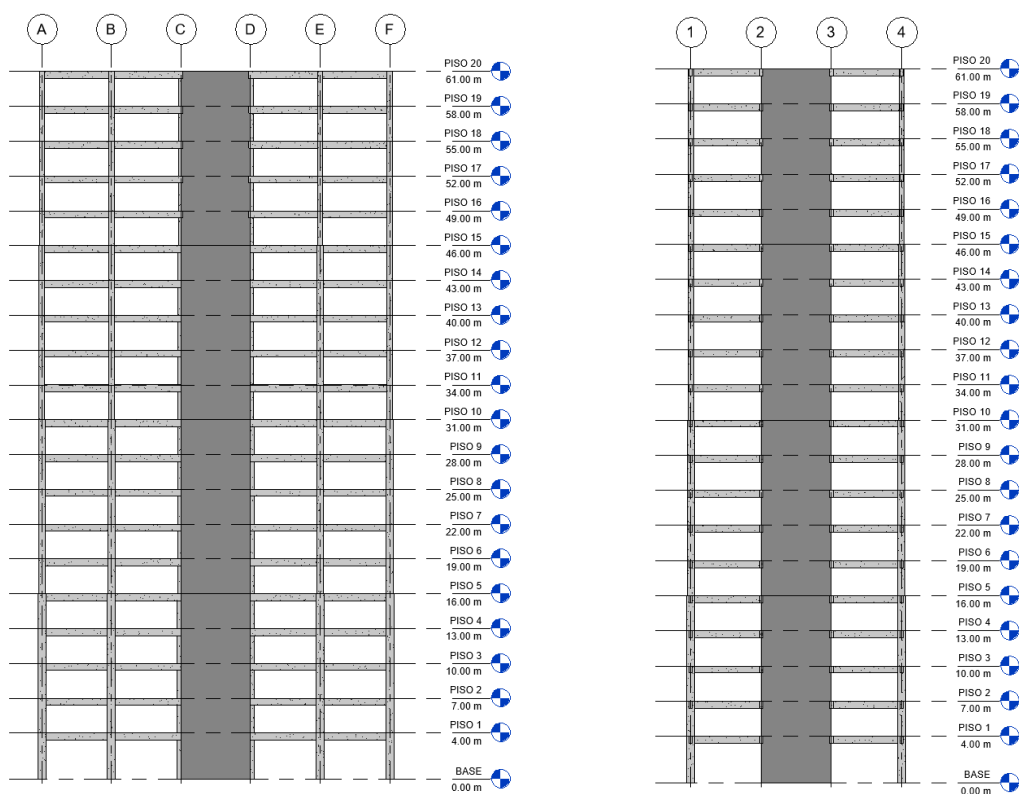 A B C D E F
PISO 20
61.00 m
PISO 19
58.00 m
PISO 18
55.00 m
PISO 17
52.00 m
PISO 16
49.00 m
PISO 15
46.00 m
PISO 14
43.00 m
PISO 13
40.00 m
PISO 12
37.00 m
PISO 11
34.00 m
PISO 10
31.00 m
PISO 9
28.00 m
PISO 8
25.00 m
PISO 7
22.00 m
PISO 6
19.00 m
PISO 5
16.00 m
PISO 4
13.00 m
PISO 3
10.00 m
PISO 2
7.00 m
PISO 1
4.00 m
BASE
0.00 m
1 2 3 4
PISO 20
61.00 m
PISO 19
58.00 m
PISO 18
55.00 m
PISO 17
52.00 m
PISO 16
49.00 m
PISO 15
46.00 m
PISO 14
43.00 m
PISO 13
40.00 m
PISO 12
37.00 m
PISO 11
34.00 m
PISO 10
31.00 m
PISO 9
28.00 m
PISO 8
25.00 m
PISO 7
22.00 m
PISO 6
19.00 m
PISO 5
16.00 m
PISO 4
13.00 m
PISO 3
10.00 m
PISO 2
7.00 m
PISO 1
4.00 m
BASE
0.00 m